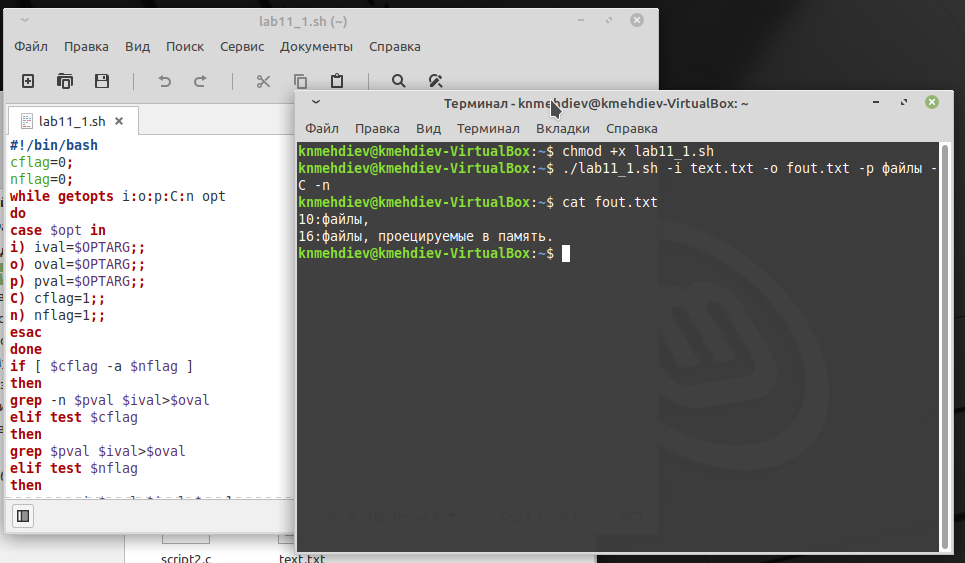 lab11_1.sh (~)
Файл Правка Вид Поиск Сервис Документы Справка
lab11_1.sh
#!/bin/bash
cflag=0;
nflag=0;
while getopts i:o:p:C:n opt
do
case $opt in
i) ival=$OPTARG;;
o) oval=$OPTARG;;
p) pval=$OPTARG;;
C) cflag=1;;
n) nflag=1;;
esac
done
if [ $cflag -a $nflag ]
then
grep -n $pval $ival>$oval
elif test $cflag
then
grep $pval $ival>$oval
elif test $nflag
then
Терминал - knmehdiev@kmehdiev-VirtualBox: ~
Файл Правка Вид Терминал Вкладки Справка
knmehdiev@kmehdiev-VirtualBox:~$ chmod +x lab11_1.sh
knmehdiev@kmehdiev-VirtualBox:~$ ./lab11_1.sh -i text.txt -o fout.txt -p файлы -
C -n
knmehdiev@kmehdiev-VirtualBox:~$ cat fout.txt
10:файлы,
16:файлы, проецируемые в память.
knmehdiev@kmehdiev-VirtualBox:~$
script2.c text.txt